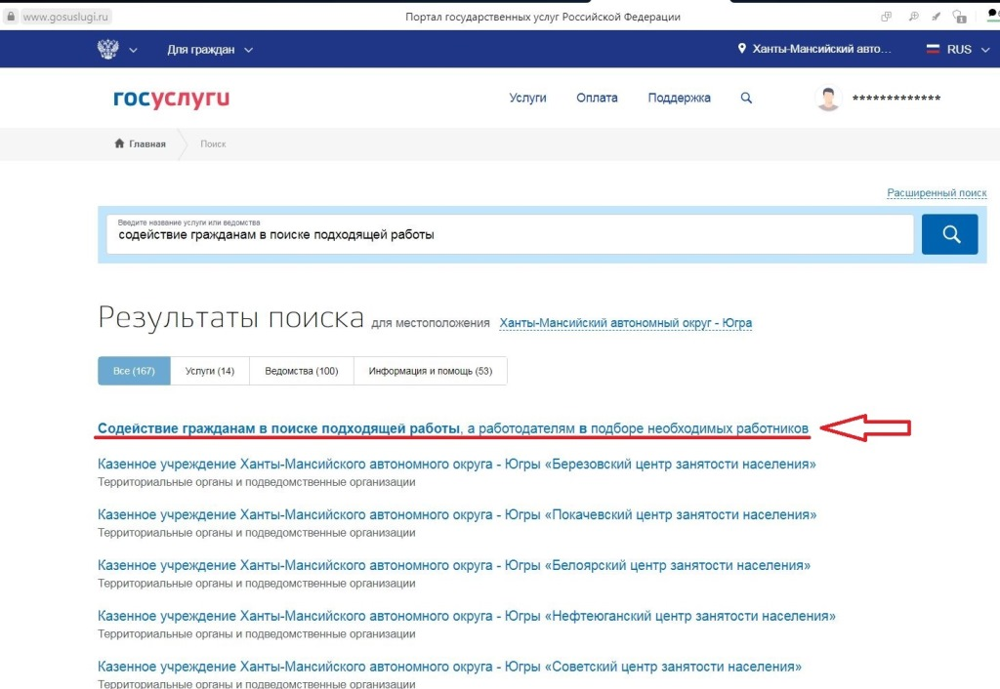 www.gosuslugi.ru
Портал государственных услуг Российской Федерации
Для граждан
Ханты-Мансийский авто...
RUS
госуслуги
Услуги
Оплата
Поддержка
*************
Главная
Поиск
Расширенный поиск
Введите название услуги или ведомства
содействие гражданам в поиске подходящей работы
Результаты поиска для местоположения Ханты-Мансийский автономный округ - Югра
Все (167)
Услуги (14)
Ведомства (100)
Информация и помощь (53)
Содействие гражданам в поиске подходящей работы, а работодателям в подборе необходимых работников
Казенное учреждение Ханты-Мансийского автономного округа - Югры «Березовский центр занятости населения»
Территориальные органы и подведомственные организации
Казенное учреждение Ханты-Мансийского автономного округа - Югры «Покачевский центр занятости населения»
Территориальные органы и подведомственные организации
Казенное учреждение Ханты-Мансийского автономного округа - Югры «Белоярский центр занятости населения»
Территориальные органы и подведомственные организации
Казенное учреждение Ханты-Мансийского автономного округа - Югры «Нефтеюганский центр занятости населения»
Территориальные органы и подведомственные организации
Казенное учреждение Ханты-Мансийского автономного округа - Югры «Советский центр занятости населения»
Территориальные органы и подведомственные организации